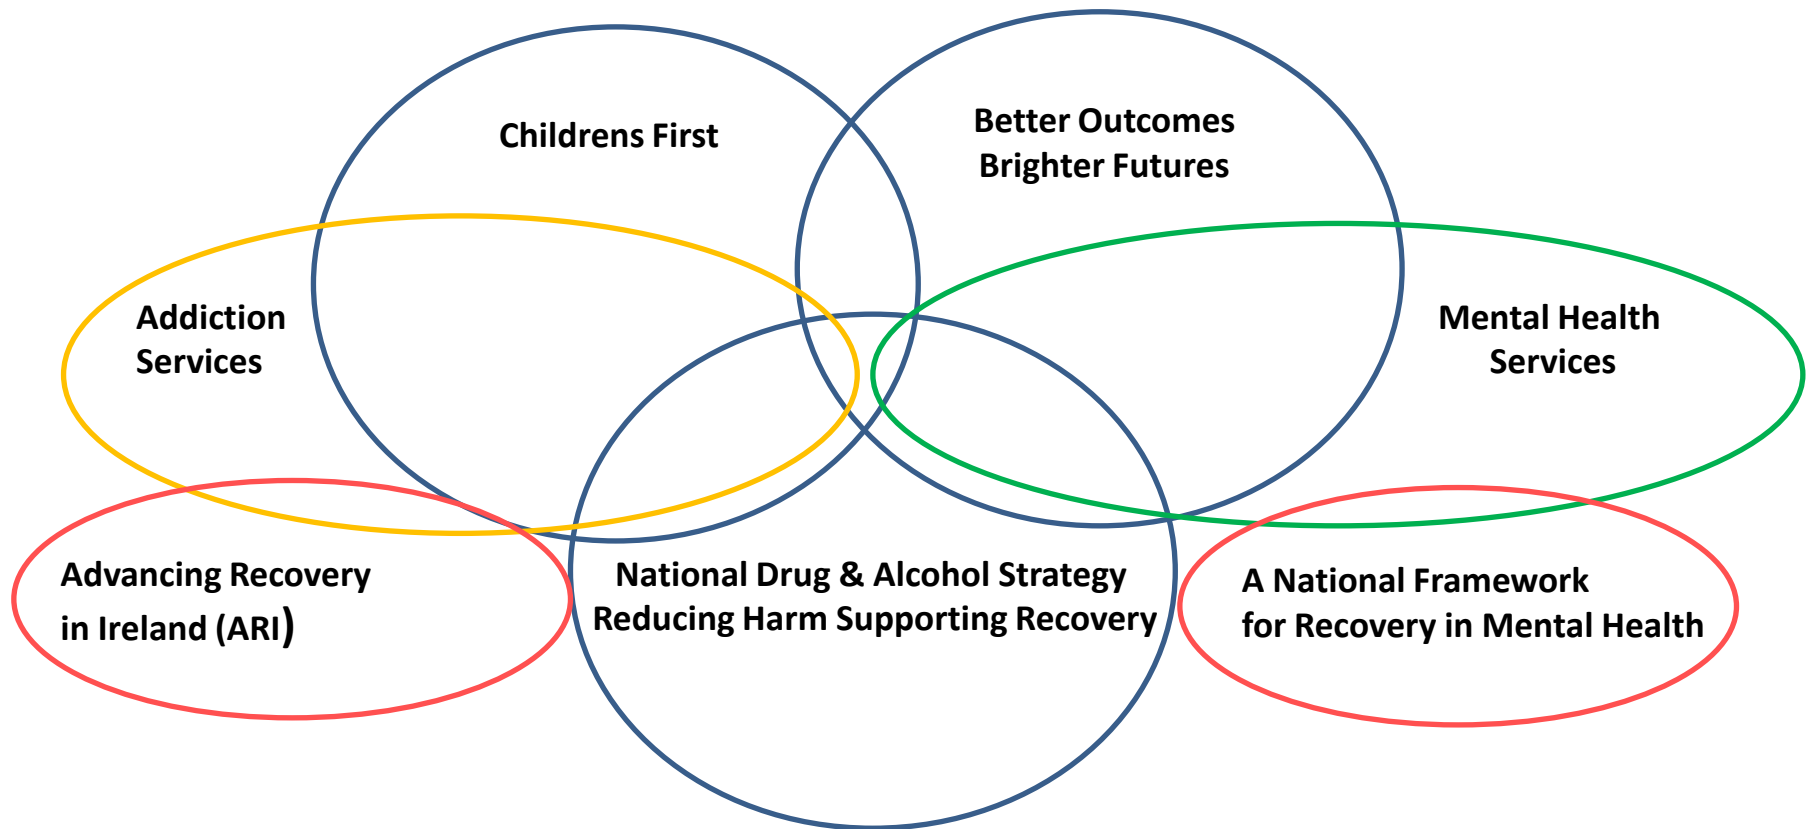 Childrens First
Better Outcomes
Brighter Futures
Addiction
Services
Mental Health
Services
Advancing Recovery
in Ireland (ARI)
National Drug & Alcohol Strategy
Reducing Harm Supporting Recovery
A National Framework
for Recovery in Mental Health